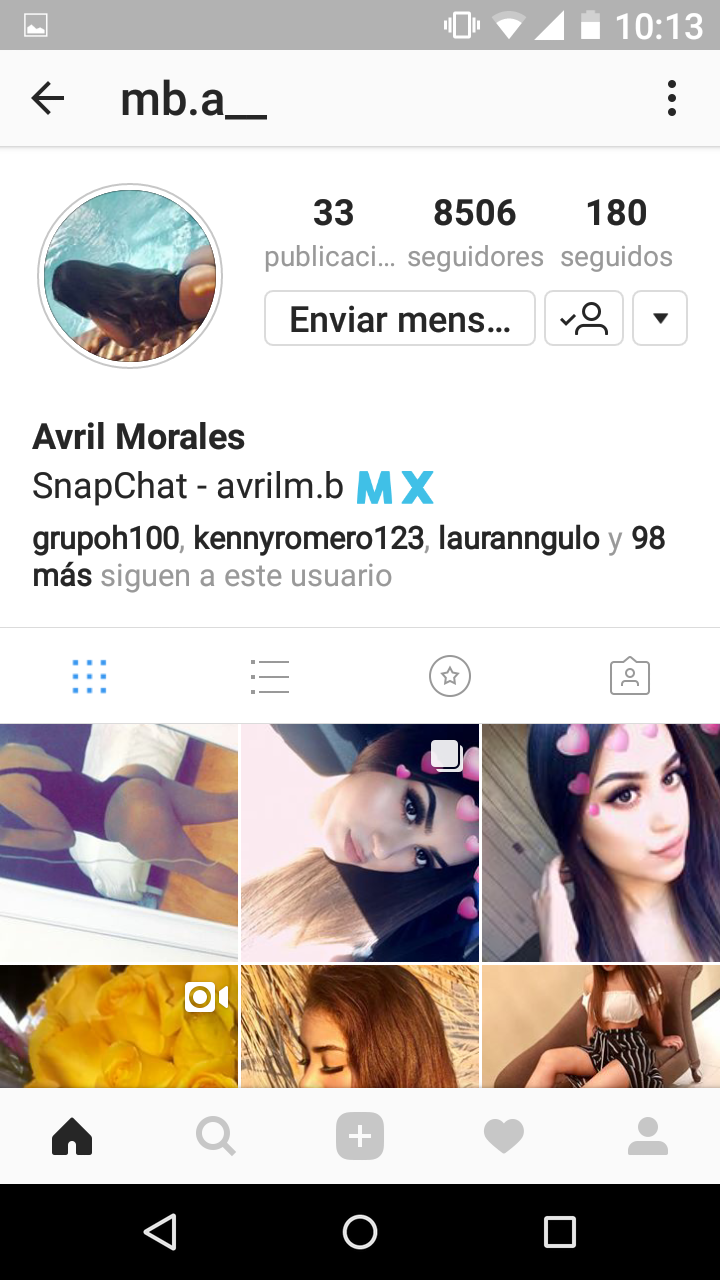 10:13
mb.a__
33 8506 180
publicaci... seguidores seguidos
Enviar mens...
Avril Morales
SnapChat - avrilm.b MX
grupoh100, kennyromero123, lauranngulo y 98
más siguen a este usuario